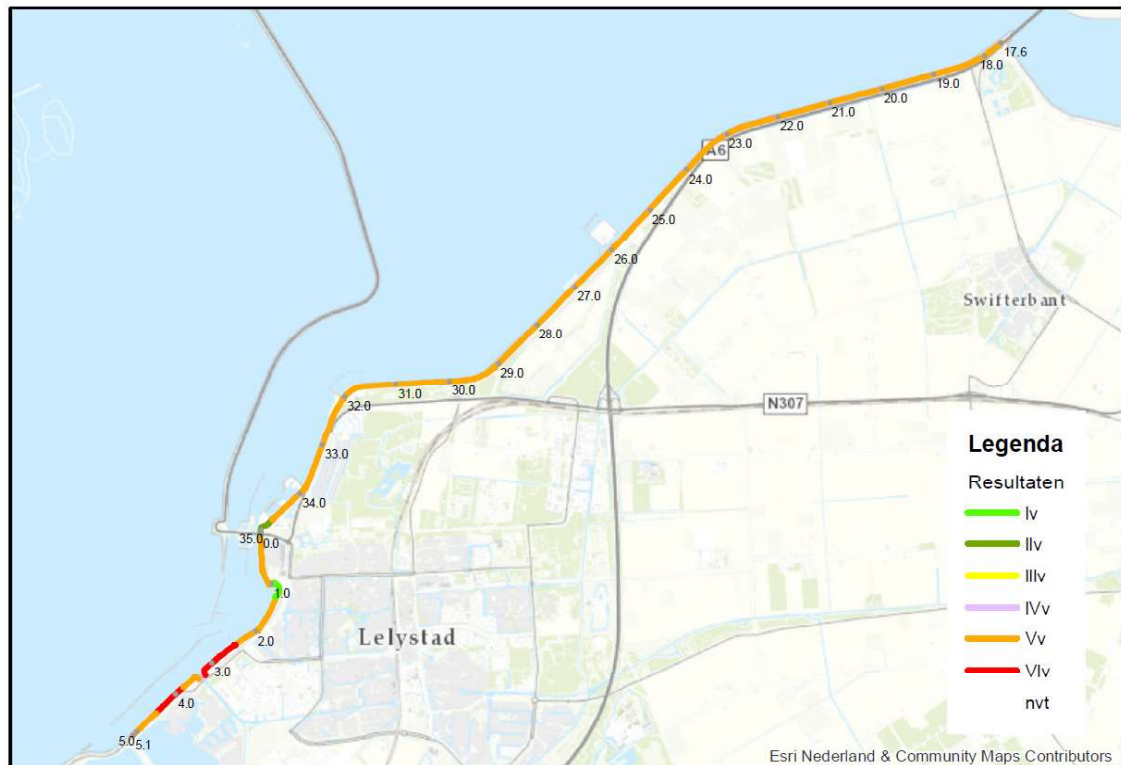 17.6
18.0
19.0
20.0
21.0
22.0
23.0
A6
24.0
25.0
26.0
27.0
28.0
29.0
30.0
31.0
32.0
33.0
34.0
35.0
0.0
1.0
2.0
3.0
4.0
5.0
5.1
Swifterbant
N307
Lelystad
Legenda
Resultaten
Iv
IIv
IIIv
IVv
Vv
VIv
nvt
Esri Nederland & Community Maps Contributors